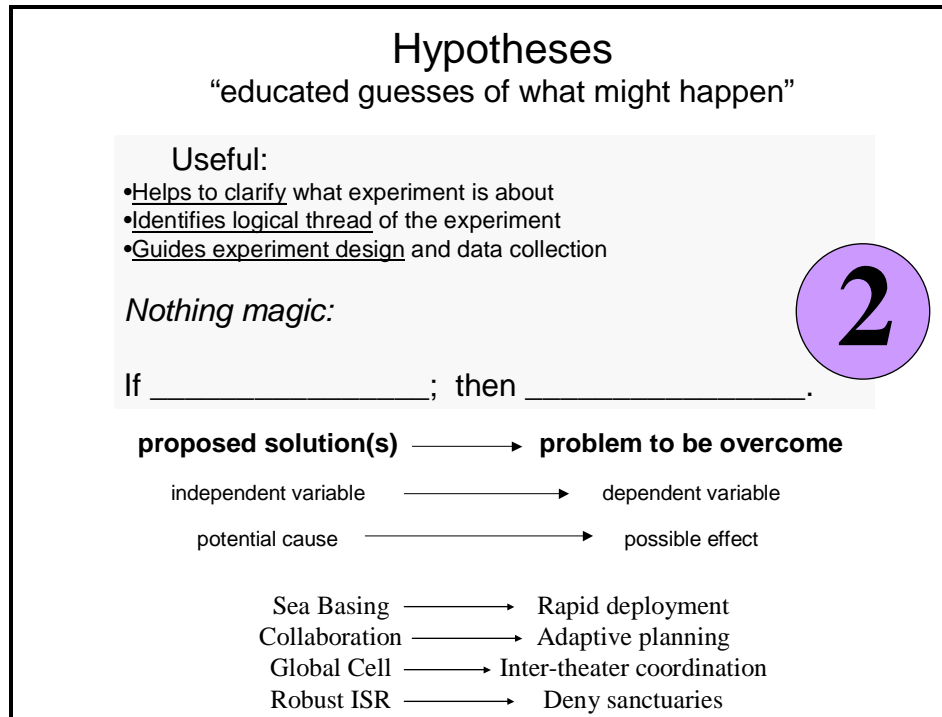 Hypotheses
“educated guesses of what might happen”
Useful:
•Helps to clarify what experiment is about
•Identifies logical thread of the experiment
•Guides experiment design and data collection
2
Nothing magic:
If ________________; then ________________.
proposed solution(s) problem to be overcome
independent variable dependent variable
potential cause possible effect
Sea Basing Rapid deployment
Collaboration Adaptive planning
Global Cell Inter-theater coordination
Robust ISR Deny sanctuaries